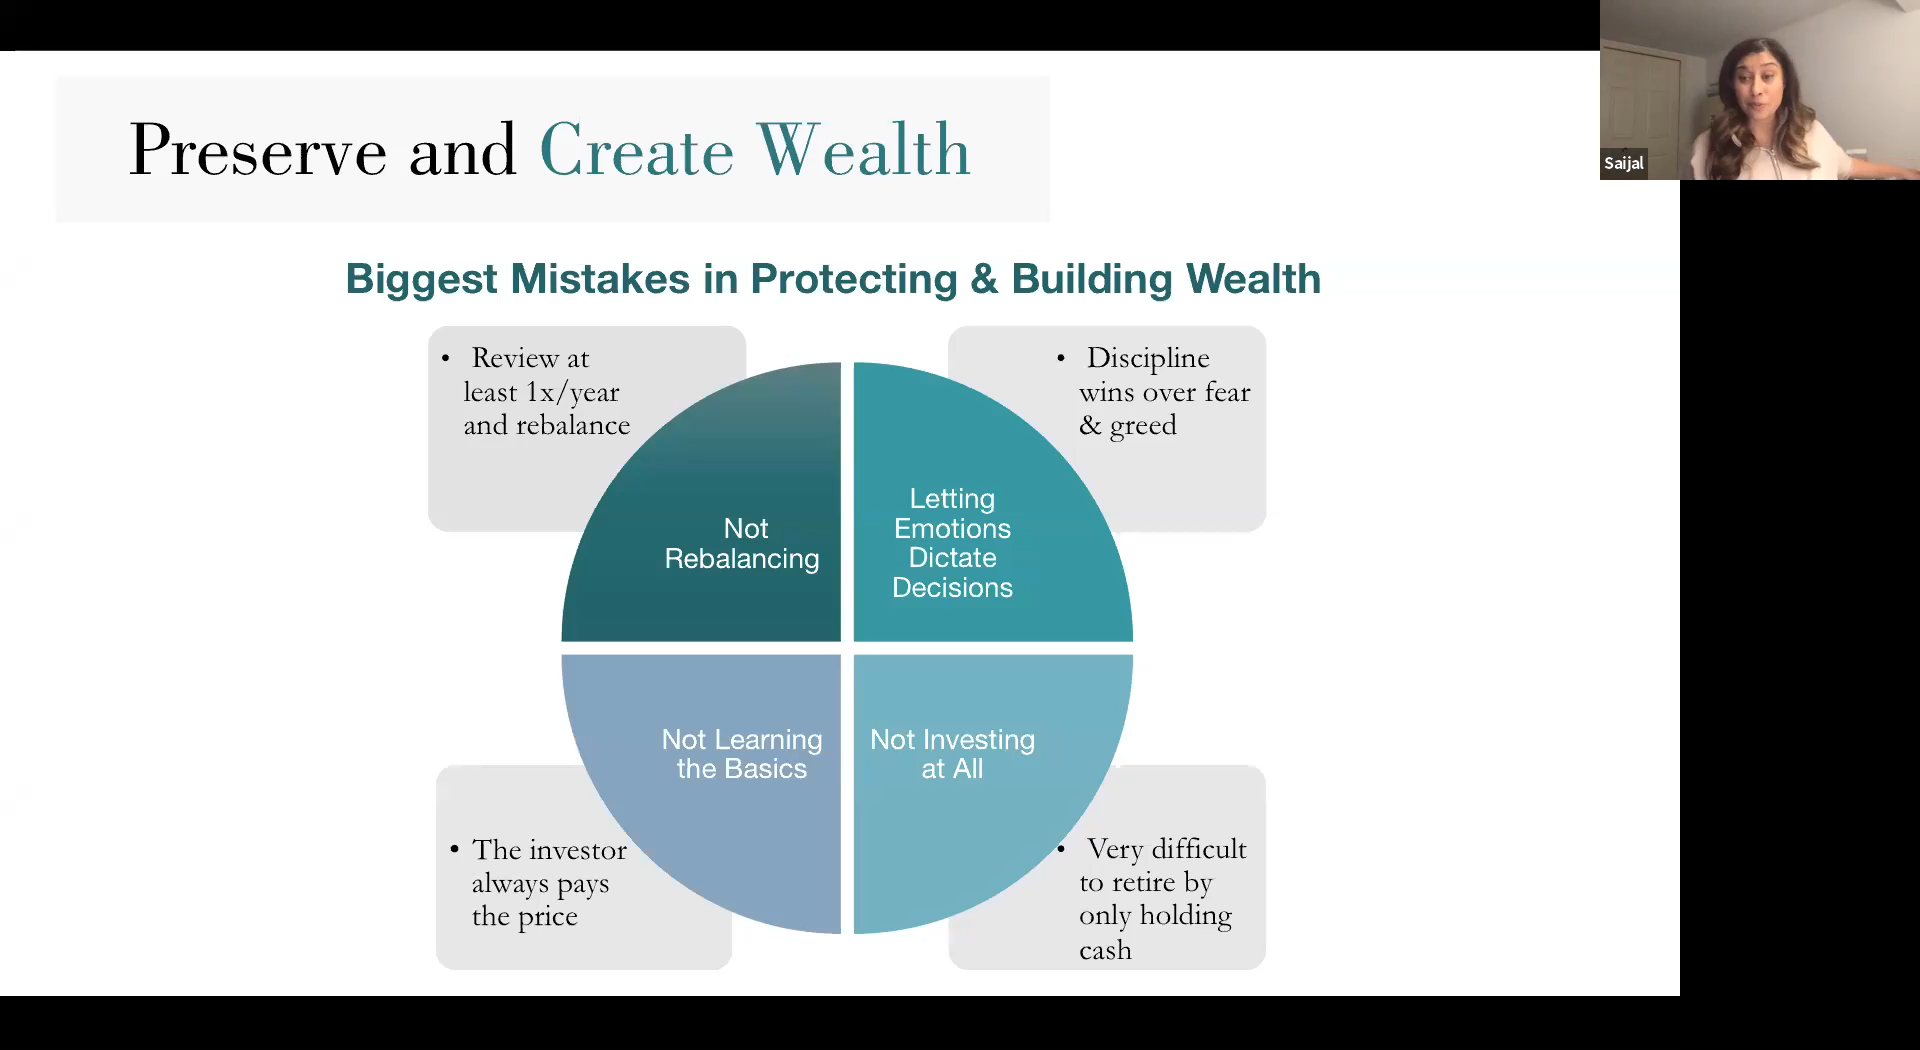 Preserve and Create Wealth
Saijal
Biggest Mistakes in Protecting & Building Wealth
• Review at
least 1x/year
and rebalance
• Discipline
wins over fear
& greed
Not
Rebalancing
Letting
Emotions
Dictate
Decisions
Not Learning
the Basics
Not Investing
at All
• The investor
always pays
the price
• Very difficult
to retire by
only holding
cash